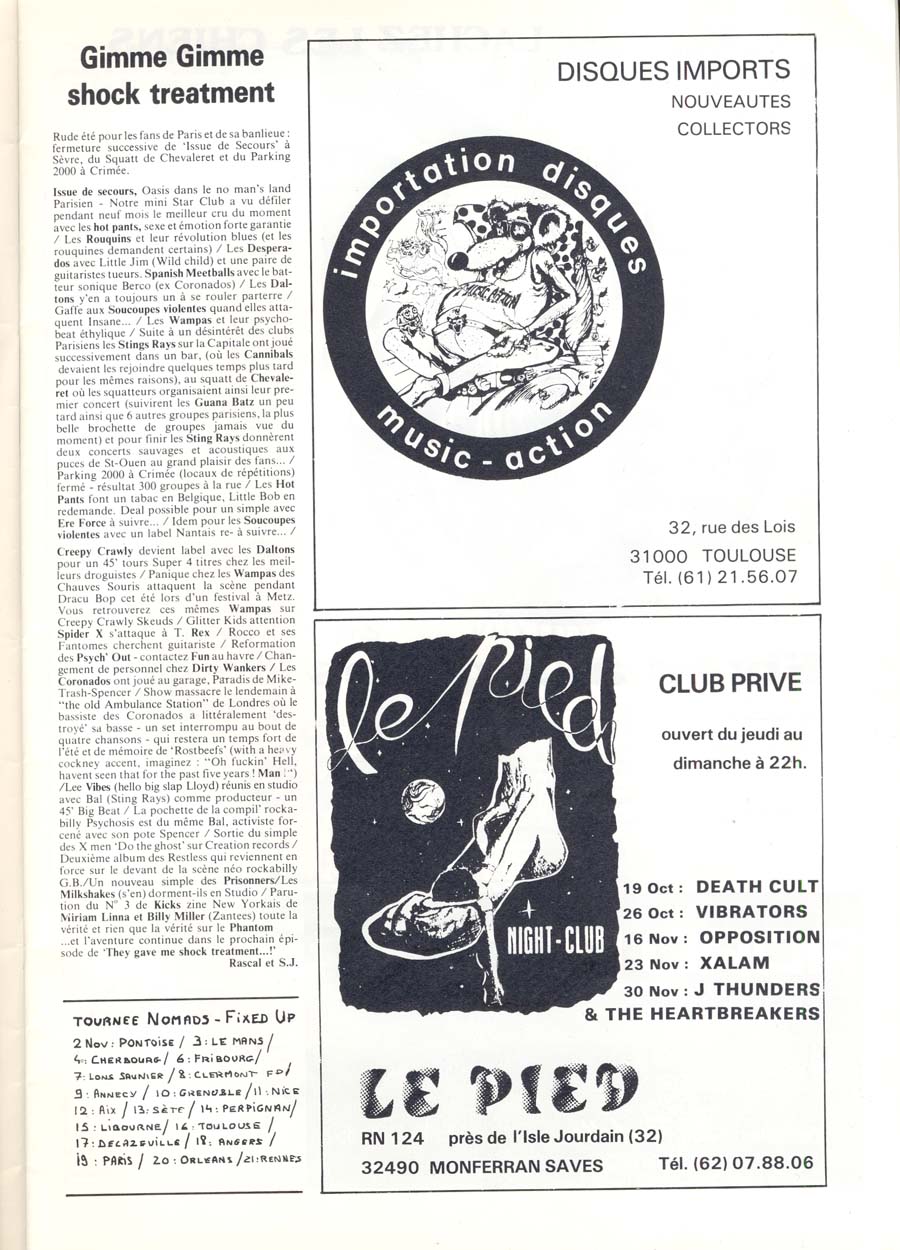 Gimme Gimme
shock treatment
Rude été pour les fans de Paris et de sa banlieue :
fermeture successive de 'Issue de Secours' à
Sèvre, du Squatt de Chevaleret et du Parking
2000 à Crimée.
Issue de secours, Oasis dans le no man's land
Parisien - Notre mini Star Club a vu défiler
pendant neuf mois le meilleur cru du moment
avec les hot pants, sexe et émotion forte garantie
/ Les Rouquins et leur révolution blues (et les
rouquines demandent certains) / Les Despera-
dos avec Little Jim (Wild child) et une paire de
guitaristes tueurs. Spanish Meetballs avec le bat-
teur sonique Berco (ex Coronados) / Les Dal-
tons y'en a toujours un à se rouler parterre /
Gaffe aux Soucoupes violentes quand elles atta-
quent Insane... / Les Wampas et leur psycho-
beat éthylique / Suite à un désintérêt des clubs
Parisiens les Stings Rays sur la Capitale ont joué
successivement dans un bar, (où les Cannibals
devaient les rejoindre quelques temps plus tard
pour les mêmes raisons), au squatt de Chevale-
ret où les squatteurs organisaient ainsi leur pre-
mier concert (suivirent les Guana Batz un peu
tard ainsi que 6 autres groupes parisiens, la plus
belle brochette de groupes jamais vue du
moment) et pour finir les Sting Rays donnèrent
deux concerts sauvages et acoustiques aux
puces de St-Ouen au grand plaisir des fans... /
Parking 2000 à Crimée (locaux de répétitions)
fermé - résultat 300 groupes à la rue / Les Hot
Pants font un tabac en Belgique, Little Bob en
redemande. Deal possible pour un simple avec
Ere Force à suivre... / Idem pour les Soucoupes
violentes avec un label Nantais re- à suivre... /
Creepy Crawly devient label avec les Daltons
pour un 45' tours Super 4 titres chez les meil-
leurs droguistes / Panique chez les Wampas des
Chauves Souris attaquent la scène pendant
Dracu Bop cet été lors d'un festival à Metz.
Vous retrouverez ces mêmes Wampas sur
Creepy Crawly Skeuds / Glitter Kids attention
Spider X s'attaque à T. Rex / Rocco et ses
Fantomes cherchent guitariste / Reformation
des Psych' Out - contactez Fun au havre / Chan-
gement de personnel chez Dirty Wankers / Les
Coronados ont joué au garage, Paradis de Mike-
Trash-Spencer / Show massacre le lendemain à
"the old Ambulance Station" de Londres où le
bassiste des Coronados a littéralement 'des-
troyé' sa basse - un set interrompu au bout de
quatre chansons - qui restera un temps fort de
l'été et de mémoire de 'Rostbeefs' (with a heavy
cockney accent, imaginez : "Oh fuckin' Hell,
havent seen that for the past five years ! Man !")
/Lee Vibes (hello big slap Lloyd) réunis en studio
avec Bal (Sting Rays) comme producteur - un
45' Big Beat / La pochette de la compil' rocka-
billy Psychosis est du même Bal, activiste for-
cené avec son pote Spencer / Sortie du simple
des X men 'Do the ghost' sur Creation records /
Deuxième album des Restless qui reviennent en
force sur le devant de la scène néo rockabilly
G.B./Un nouveau simple des Prisonners/Les
Milkshakes (s'en) dorment-ils en Studio / Paru-
tion du N° 3 de Kicks zine New Yorkais de
Miriam Linna et Billy Miller (Zantees) toute la
vérité et rien que la vérité sur le Phantom
...et l'aventure continue dans le prochain épi-
sode de 'They gave me shock treatment...!'
Rascal et S.J.
TOURNEE NOMADS - FIXED UP
2 NOV : PONTOISE / 3 : LE MANS /
4 : CHERBOURG / 6 : FRIBOURG /
7 : LONS SAUNIER / 8 : CLERMONT FD /
9 : ANNECY / 10 : GRENOBLE / 11 : NICE
12 : AIX / 13 : SÈTE / 14 : PERPIGNAN /
15 : LIBOURNE / 16 : TOULOUSE /
17 : DECAZEVILLE / 18 : ANGERS /
19 : PARIS / 20 : ORLEANS / 21 : RENNES
DISQUES IMPORTS
NOUVEAUTES
COLLECTORS
importation disques
MUSIC ACTION
music - action
32, rue des Lois
31000 TOULOUSE
Tél. (61) 21.56.07
le pied
NIGHT-CLUB
CLUB PRIVE
ouvert du jeudi au
dimanche à 22h.
19 Oct : DEATH CULT
26 Oct : VIBRATORS
16 Nov : OPPOSITION
23 Nov : XALAM
30 Nov : J THUNDERS
& THE HEARTBREAKERS
LE PIED
RN 124 près de l'Isle Jourdain (32)
32490 MONFERRAN SAVES Tél. (62) 07.88.06